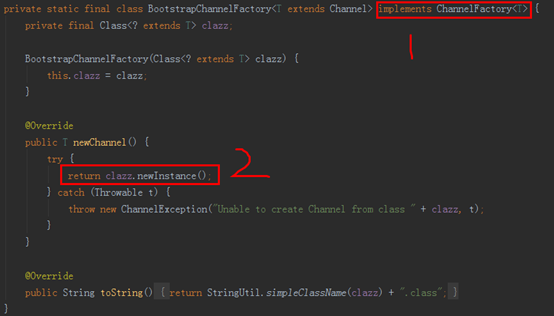 private static final class BootstrapChannelFactory<T extends Channel> implements ChannelFactory<T> {
private final Class<? extends T> clazz;
1
BootstrapChannelFactory(Class<? extends T> clazz) {
this.clazz = clazz;
}
@Override
public T newChannel() {
try {
return clazz.newInstance(); 2
} catch (Throwable t) {
throw new ChannelException("Unable to create Channel from class " + clazz, t);
}
}
@Override
public String toString() { return StringUtil.simpleClassName(clazz) + ".class"; }
}